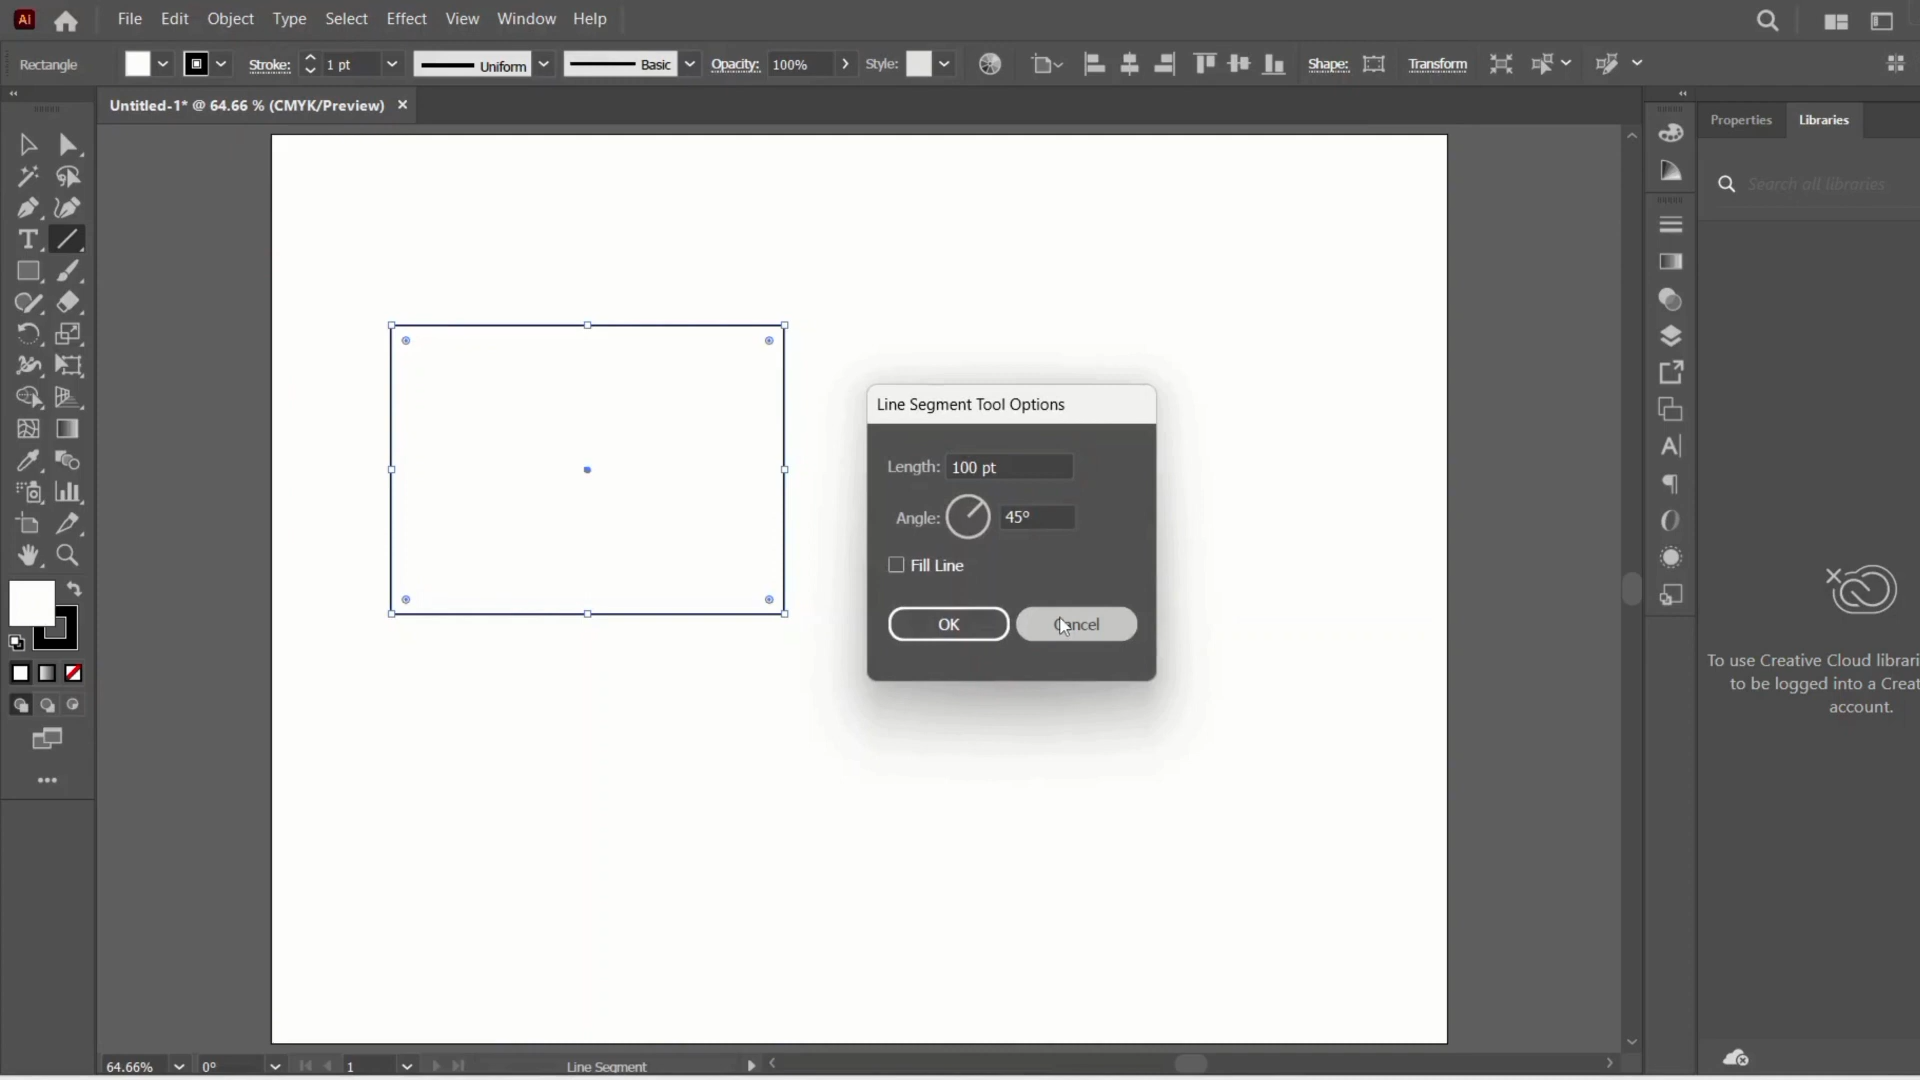 Ai File Edit Object Type Select Effect View Window Help
Rectangle Stroke: 1 pt Uniform Basic Opacity: 100% Style: Shape: Transform
Untitled-1* @ 64.66 % (CMYK/Preview) ×
Properties Libraries
Search all libraries
Line Segment Tool Options
Length: 100 pt
Angle: 45°
Fill Line
OK Cancel
To use Creative Cloud librari
to be logged into a Creat
account.
64.66% 0° 1 Line Segment